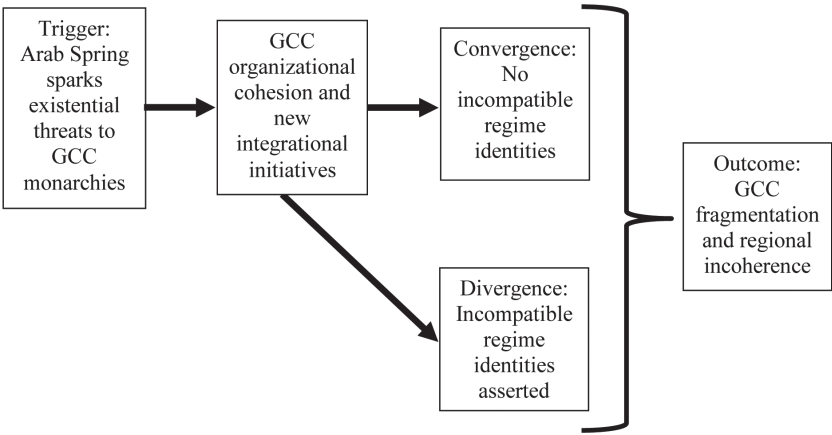 Trigger:
Arab Spring
sparks
existential
threats to
GCC
monarchies
GCC
organizational
cohesion and
new
integrational
initiatives
Convergence:
No
incompatible
regime
identities
Divergence:
Incompatible
regime
identities
asserted
Outcome:
GCC
fragmentation
and regional
incoherence